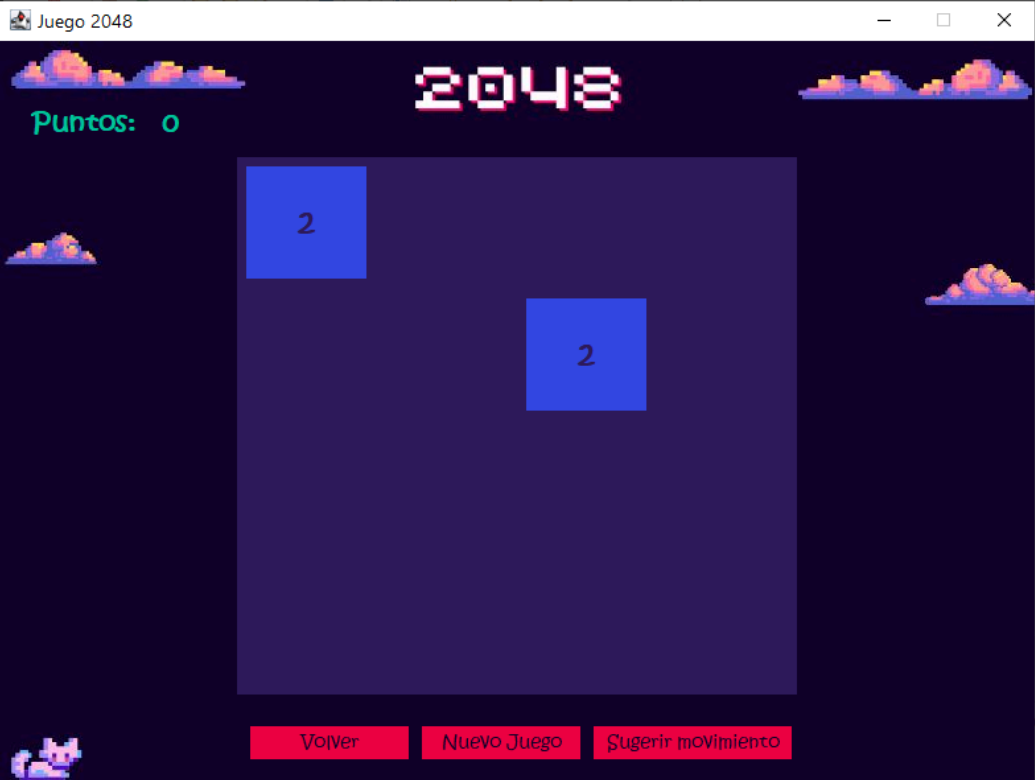 Juego 2048
2048
Puntos: 0
2
2
Volver
Nuevo Juego
Sugerir movimiento